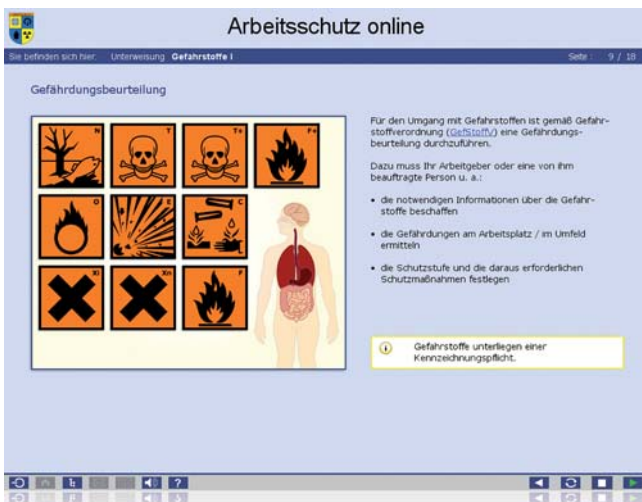 Arbeitsschutz online
Sie befinden sich hier: Unterweisung Gefahrstoffe I
Seite : 9 / 18
Gefährdungsbeurteilung
N
T
T+
F+
O
E
C
Xi
Xn
F
Für den Umgang mit Gefahrstoffen ist gemäß Gefahr-
stoffverordnung (GefStoffV) eine Gefährdungs-
beurteilung durchzuführen.
Dazu muss Ihr Arbeitgeber oder eine von ihm
beauftragte Person u. a.:
• die notwendigen Informationen über die Gefahr-
stoffe beschaffen
• die Gefährdungen am Arbeitsplatz / im Umfeld
ermitteln
• die Schutzstufe und die daraus erforderlichen
Schutzmaßnahmen festlegen
i
Gefahrstoffe unterliegen einer
Kennzeichnungspflicht.
?